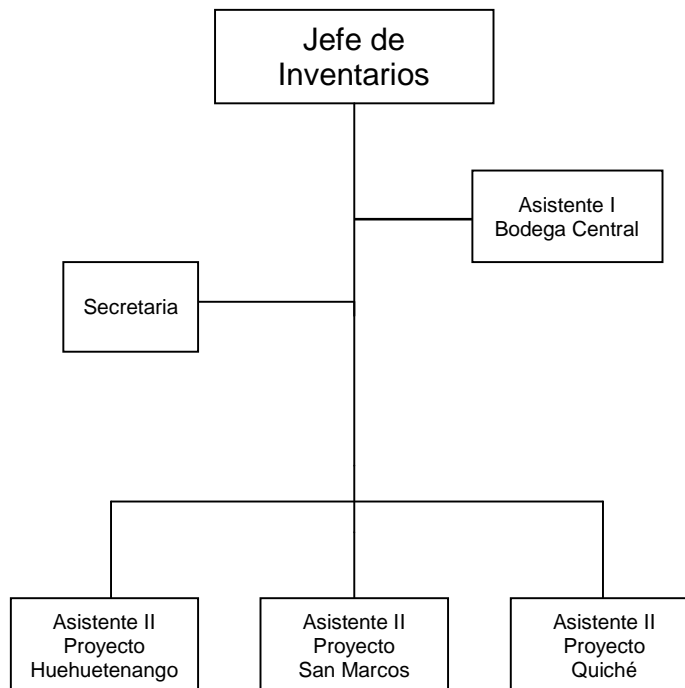 Jefe de
Inventarios
Asistente I
Bodega Central
Secretaria
Asistente II
Proyecto
Huehuetenango
Asistente II
Proyecto
San Marcos
Asistente II
Proyecto
Quiché